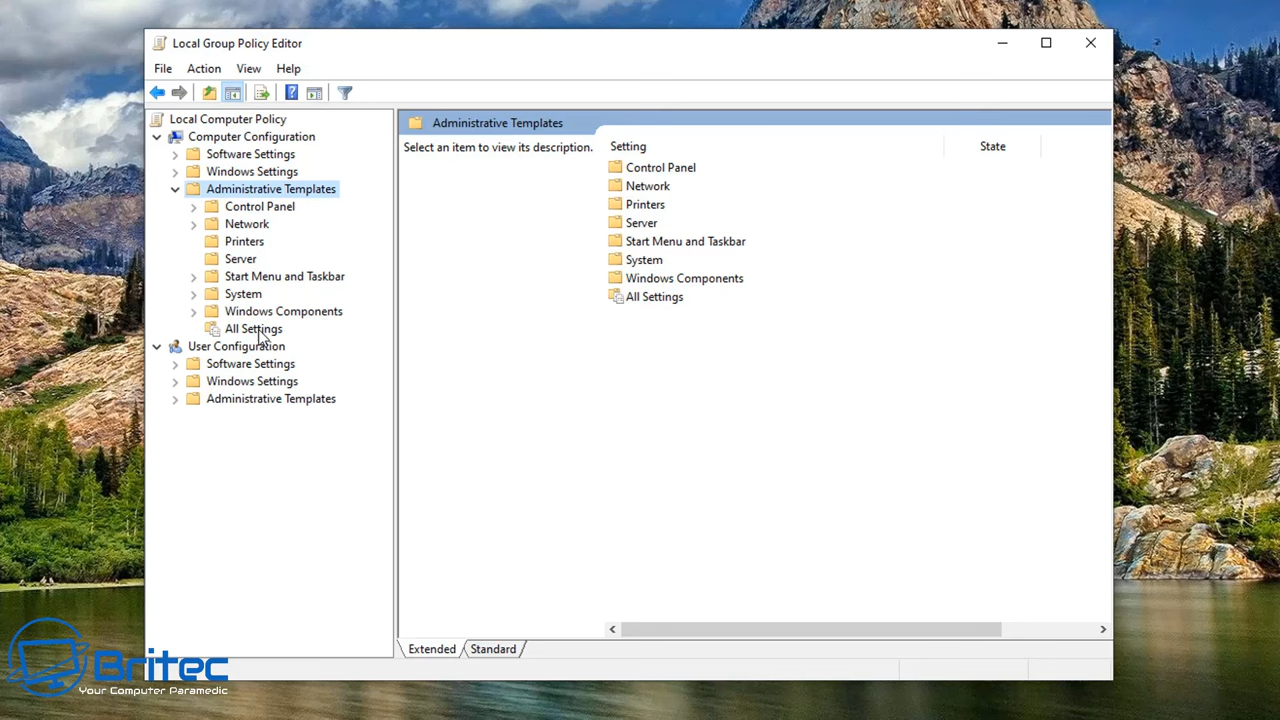 Local Group Policy Editor
File Action View Help
Local Computer Policy
Computer Configuration
Software Settings
Windows Settings
Administrative Templates
Control Panel
Network
Printers
Server
Start Menu and Taskbar
System
Windows Components
All Settings
User Configuration
Software Settings
Windows Settings
Administrative Templates
Administrative Templates
Select an item to view its description.
Setting State
Control Panel
Network
Printers
Server
Start Menu and Taskbar
System
Windows Components
All Settings
Extended Standard
Britec
Your Computer Paramedic